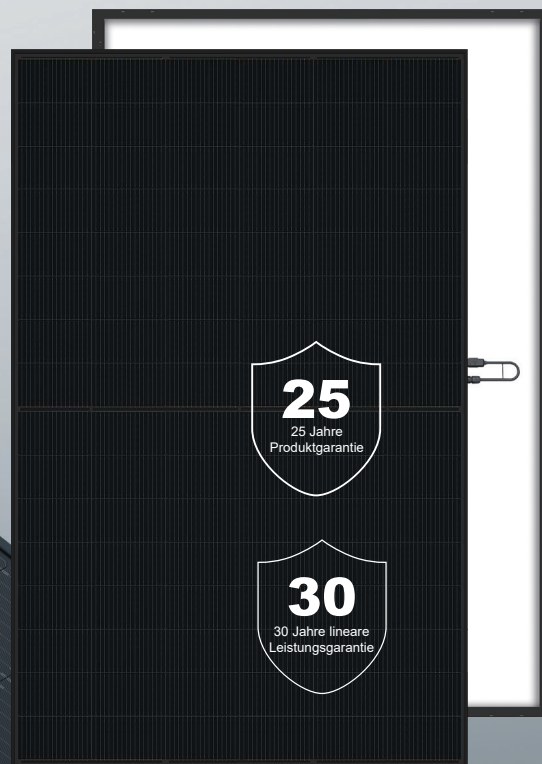 25
25 Jahre
Produktgarantie
30
30 Jahre lineare
Leistungsgarantie